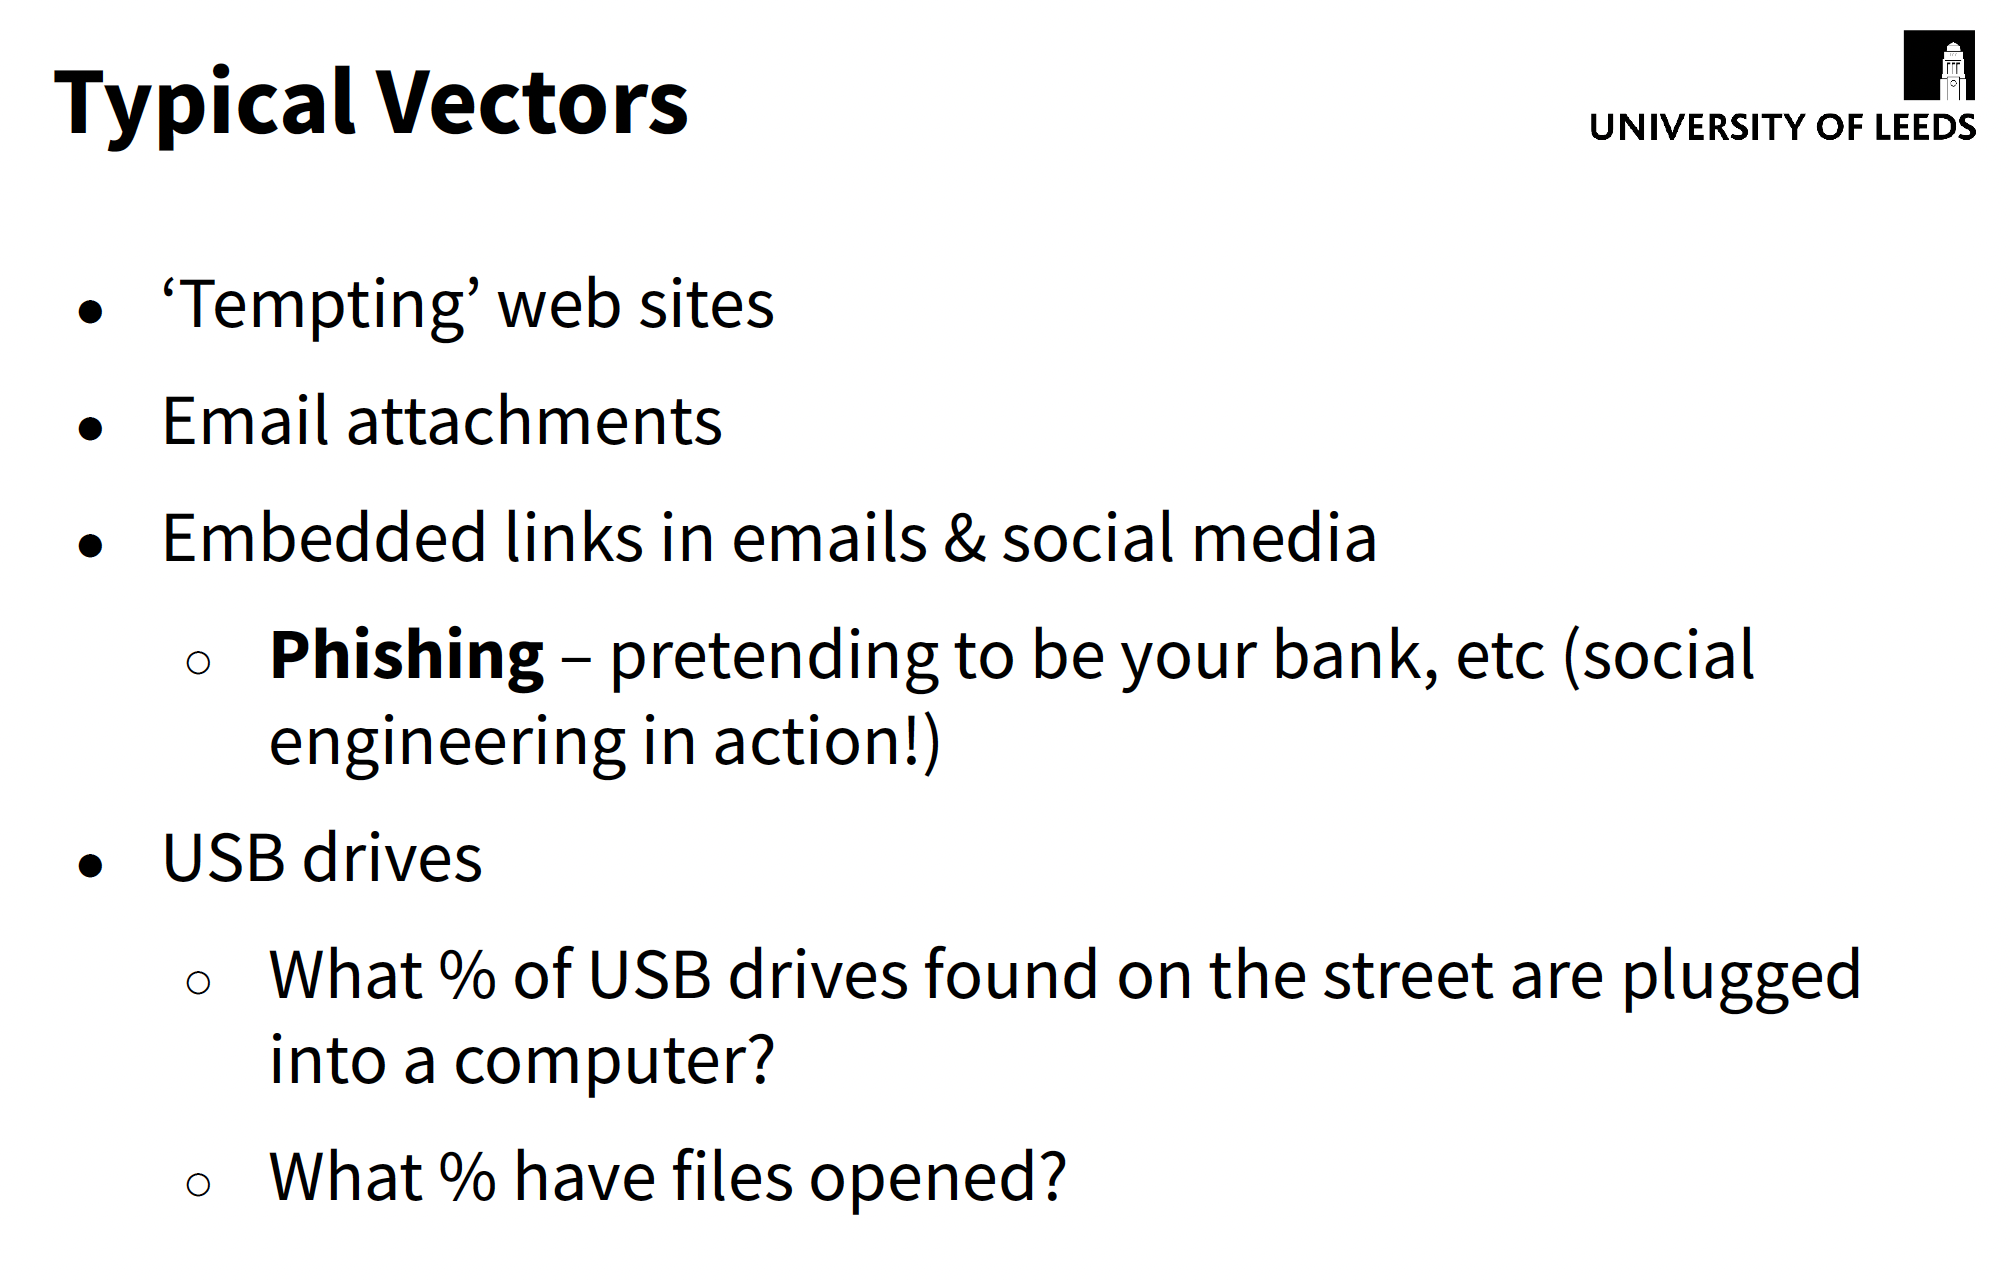 Typical Vectors
UNIVERSITY OF LEEDS
● ‘Tempting’ web sites
● Email attachments
● Embedded links in emails & social media
○ Phishing – pretending to be your bank, etc (social
engineering in action!)
● USB drives
○ What % of USB drives found on the street are plugged
into a computer?
○ What % have files opened?